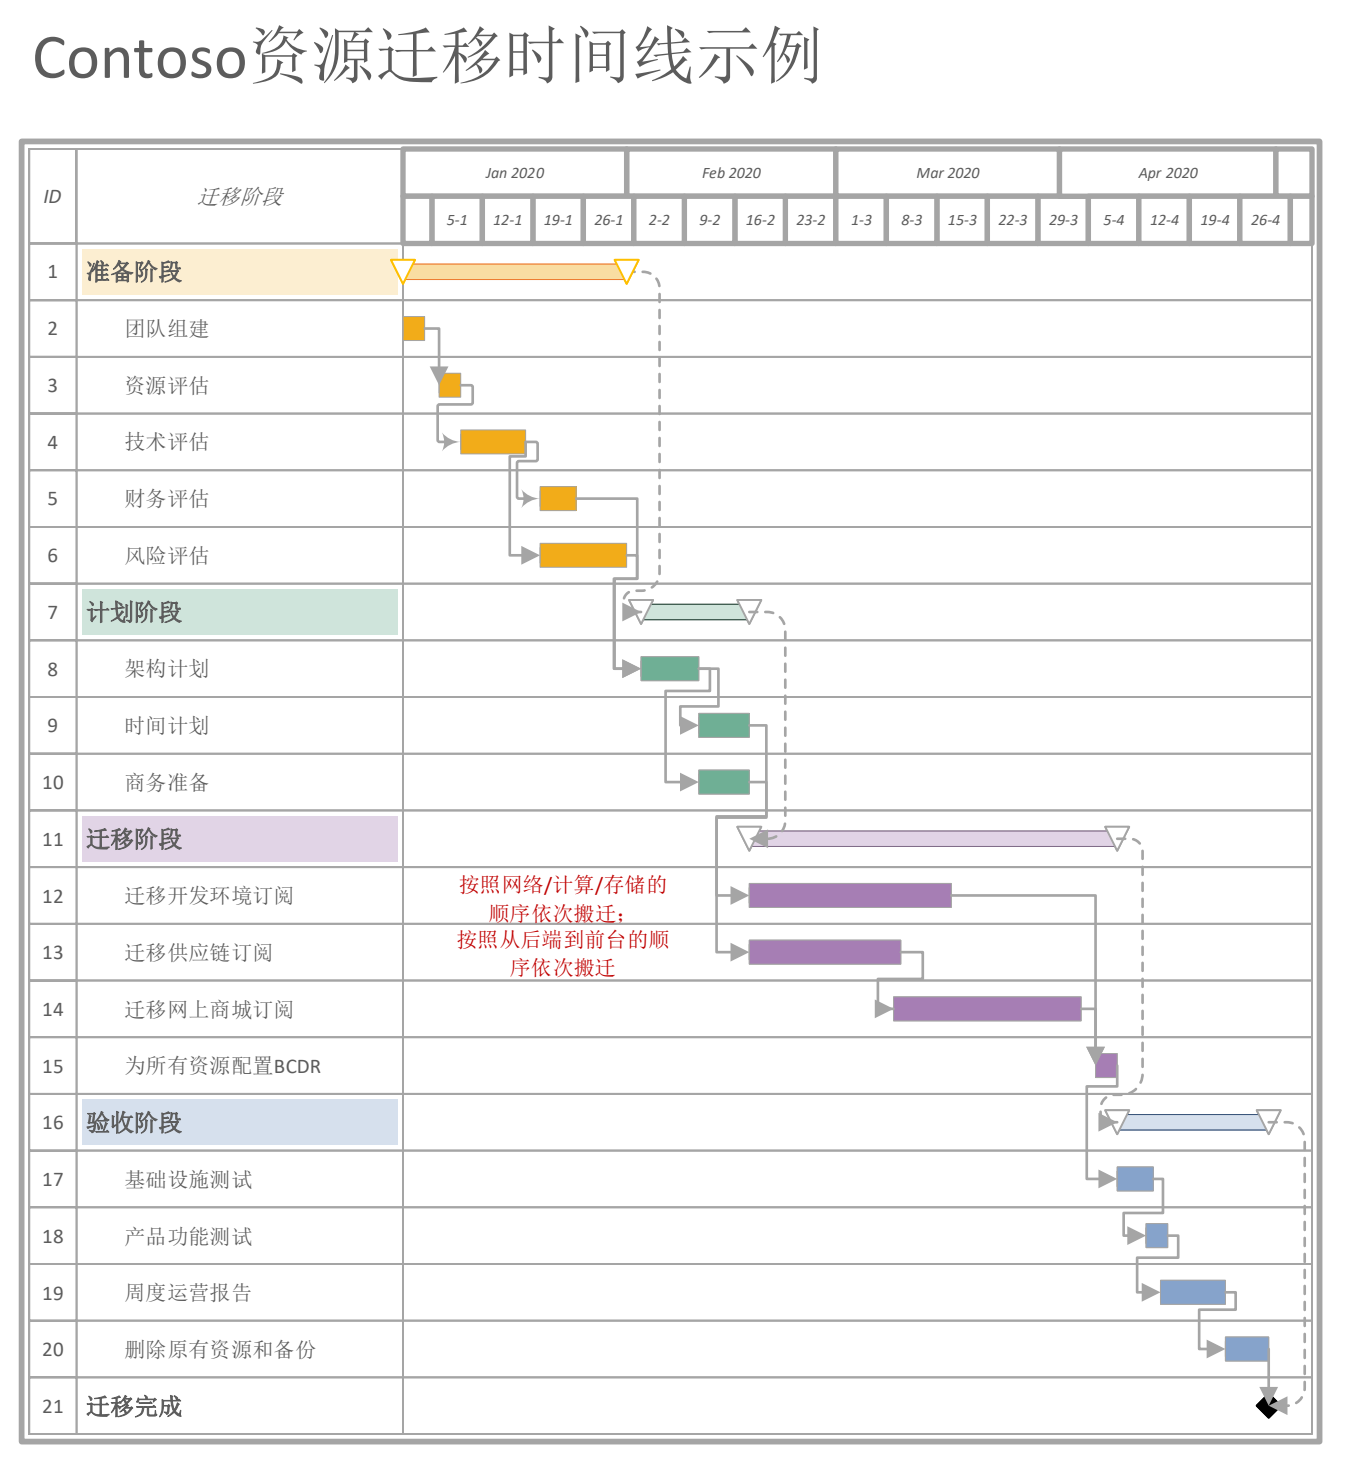 Contoso资源迁移时间线示例
ID
迁移阶段
Jan 2020
Feb 2020
Mar 2020
Apr 2020
5-1
12-1
19-1
26-1
2-2
9-2
16-2
23-2
1-3
8-3
15-3
22-3
29-3
5-4
12-4
19-4
26-4
1 准备阶段
2 团队组建
3 资源评估
4 技术评估
5 财务评估
6 风险评估
7 计划阶段
8 架构计划
9 时间计划
10 商务准备
11 迁移阶段
12 迁移开发环境订阅
按照网络/计算/存储的
顺序依次搬迁；
13 迁移供应链订阅
按照从后端到前台的顺
序依次搬迁
14 迁移网上商城订阅
15 为所有资源配置BCDR
16 验收阶段
17 基础设施测试
18 产品功能测试
19 周度运营报告
20 删除原有资源和备份
21 迁移完成